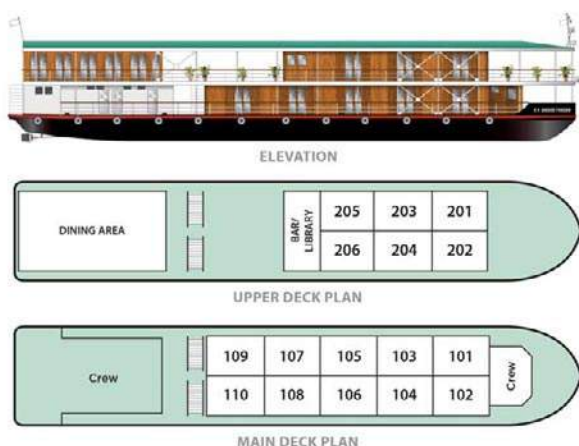 ELEVATION
DINING AREA
BAR/
LIBRARY
205 203 201
206 204 202
UPPER DECK PLAN
Crew
109 107 105 103 101
110 108 106 104 102
Crew
MAIN DECK PLAN